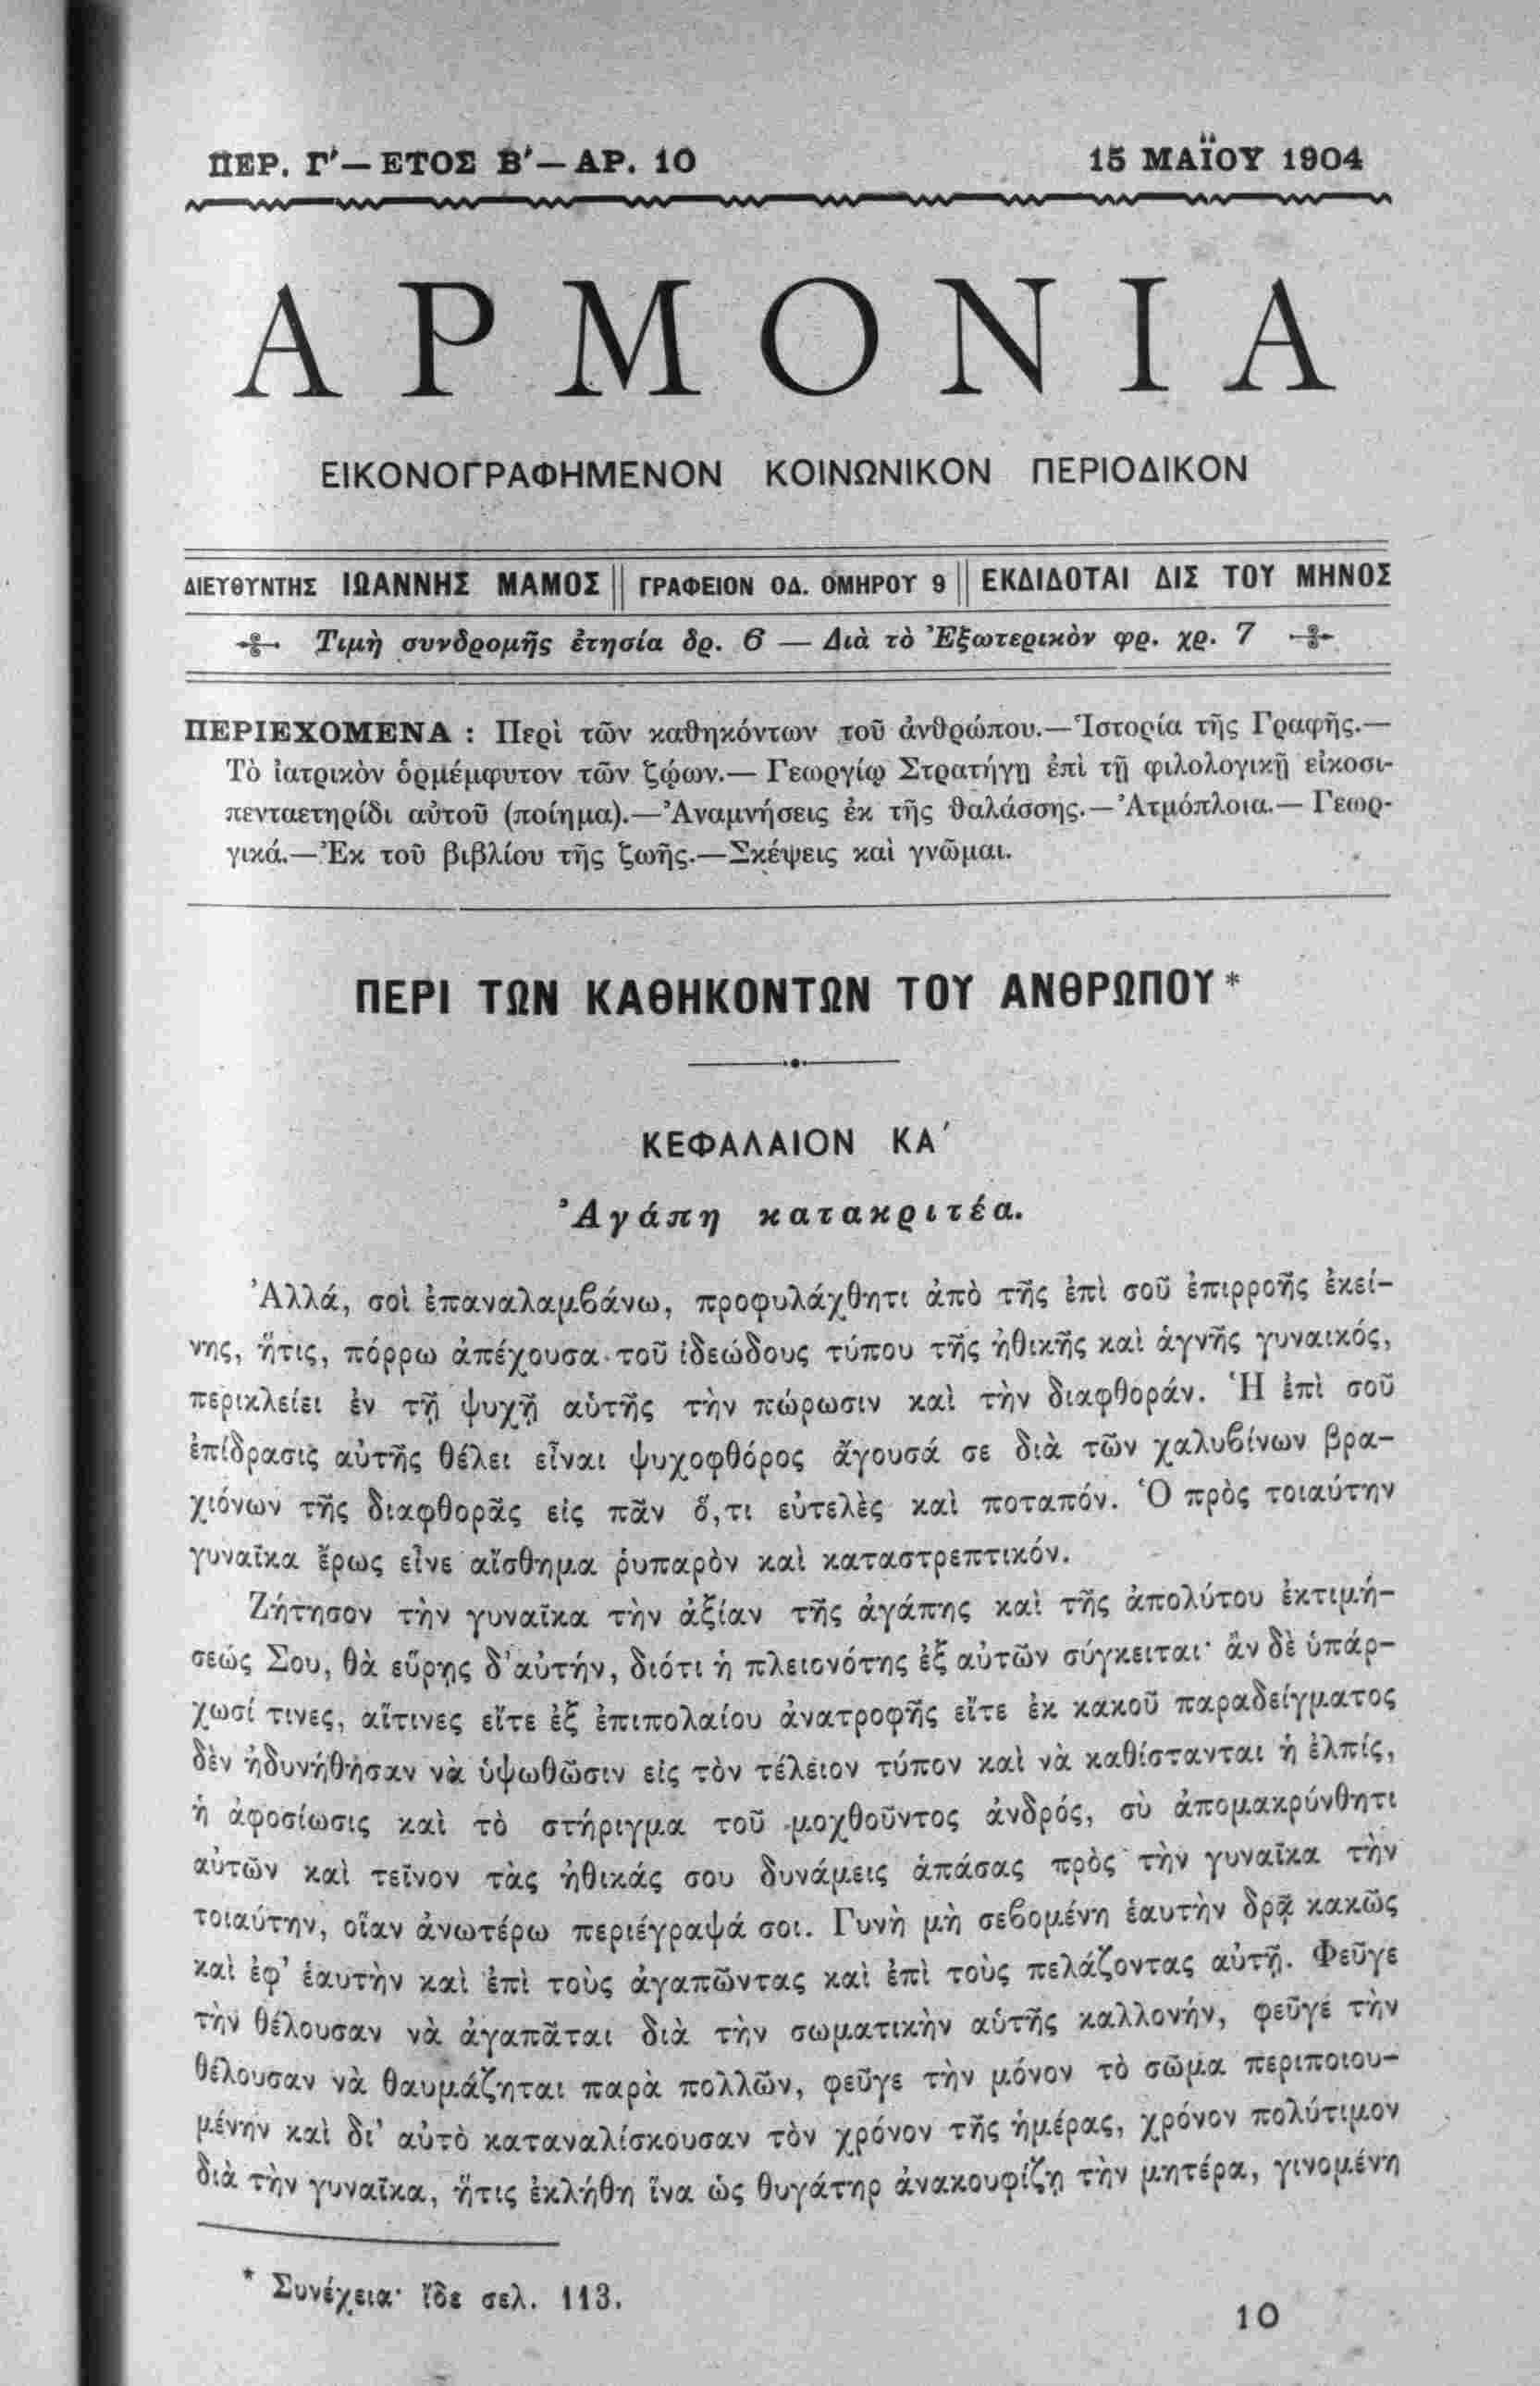 ΠΕΡ. Γ′ — ΕΤΟΣ Β′ — ΑΡ. 10
15 ΜΑΪΟΥ 1904
ΑΡΜΟΝΙΑ
ΕΙΚΟΝΟΓΡΑΦΗΜΕΝΟΝ ΚΟΙΝΩΝΙΚΟΝ ΠΕΡΙΟΔΙΚΟΝ
ΔΙΕΥΘΥΝΤΗΣ ΙΩΑΝΝΗΣ ΜΑΜΟΣ || ΓΡΑΦΕΙΟΝ ΟΔ. ΟΜΗΡΟΥ 9 || ΕΚΔΙΔΟΤΑΙ ΔΙΣ ΤΟΥ ΜΗΝΟΣ
Τιμὴ συνδρομῆς ἐτησία δρ. 6 — Διὰ τὸ Ἐξωτερικὸν φρ. χρ. 7
ΠΕΡΙΕΧΟΜΕΝΑ : Περὶ τῶν καθηκόντων τοῦ ἀνθρώπου.—Ἱστορία τῆς Γραφῆς.—
Τὸ ἰατρικὸν ὁρμέμφυτον τῶν ζῴων.— Γεωργίῳ Στρατήγῃ ἐπὶ τῇ φιλολογικῇ εἰκοσι-
πενταετηρίδι αὐτοῦ (ποίημα).—Ἀναμνήσεις ἐκ τῆς θαλάσσης.—Ἀτμόπλοια.— Γεωρ-
γικά.—Ἐκ τοῦ βιβλίου τῆς ζωῆς.—Σκέψεις καὶ γνῶμαι.
ΠΕΡΙ ΤΩΝ ΚΑΘΗΚΟΝΤΩΝ ΤΟΥ ΑΝΘΡΩΠΟΥ*
ΚΕΦΑΛΑΙΟΝ ΚΑ′
Ἀγάπη κατακριτέα.
Ἀλλά, σοὶ ἐπαναλαμβάνω, προφυλάχθητι ἀπὸ τῆς ἐπὶ σοῦ ἐπιρροῆς ἐκεί-
νης, ἥτις, πόρρω ἀπέχουσα τοῦ ἰδεώδους τύπου τῆς ἠθικῆς καὶ ἁγνῆς γυναικός,
περικλείει ἐν τῇ ψυχῇ αὑτῆς τὴν πώρωσιν καὶ τὴν διαφθοράν. Ἡ ἐπὶ σοῦ
ἐπίδρασις αὐτῆς θέλει εἶναι ψυχοφθόρος ἄγουσά σε διὰ τῶν χαλυβίνων βρα-
χιόνων τῆς διαφθορᾶς εἰς πᾶν ὅ,τι εὐτελὲς καὶ ποταπόν. Ὁ πρὸς τοιαύτην
γυναῖκα ἔρως εἶνε αἴσθημα ῥυπαρὸν καὶ καταστρεπτικόν.
Ζήτησον τὴν γυναῖκα τὴν ἀξίαν τῆς ἀγάπης καὶ τῆς ἀπολύτου ἐκτιμή-
σεώς Σου, θὰ εὕρῃς δ' αὐτήν, διότι ἡ πλειονότης ἐξ αὐτῶν σύγκειται· ἂν δὲ ὑπάρ-
χωσί τινες, αἵτινες εἴτε ἐξ ἐπιπολαίου ἀνατροφῆς εἴτε ἐκ κακοῦ παραδείγματος
δὲν ἠδυνήθησαν νὰ ὑψωθῶσιν εἰς τὸν τέλειον τύπον καὶ νὰ καθίστανται ἡ ἐλπίς,
ἡ ἀφοσίωσις καὶ τὸ στήριγμα τοῦ μοχθοῦντος ἀνδρός, σὺ ἀπομακρύνθητι
αὐτῶν καὶ τεῖνον τὰς ἠθικάς σου δυνάμεις ἁπάσας πρὸς τὴν γυναῖκα τὴν
τοιαύτην, οἵαν ἀνωτέρω περιέγραψά σοι. Γυνὴ μὴ σεβομένη ἑαυτὴν δρᾷ κακῶς
καὶ ἐφ' ἑαυτὴν καὶ ἐπὶ τοὺς ἀγαπῶντας καὶ ἐπὶ τοὺς πελάζοντας αὐτῇ. Φεῦγε
τὴν θέλουσαν νὰ ἀγαπᾶται διὰ τὴν σωματικὴν αὑτῆς καλλονήν, φεῦγε τὴν
θέλουσαν νὰ θαυμάζηται παρὰ πολλῶν, φεῦγε τὴν μόνον τὸ σῶμα περιποιου-
μένην καὶ δι' αὐτὸ καταναλίσκουσαν τὸν χρόνον τῆς ἡμέρας, χρόνον πολύτιμον
διὰ τὴν γυναῖκα, ἥτις ἐκλήθη ἵνα ὡς θυγάτηρ ἀνακουφίζῃ τὴν μητέρα, γινομένη
* Συνέχεια· ἴδε σελ. 113.
10